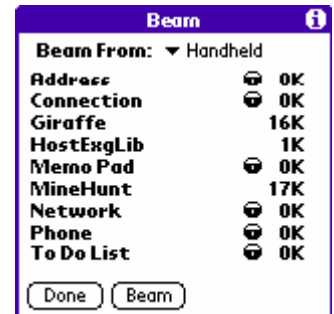 Beam
Beam From: Handheld
Address 0K
Connection 0K
Giraffe 16K
HostExgLib 1K
Memo Pad 0K
MineHunt 17K
Network 0K
Phone 0K
To Do List 0K
Done Beam